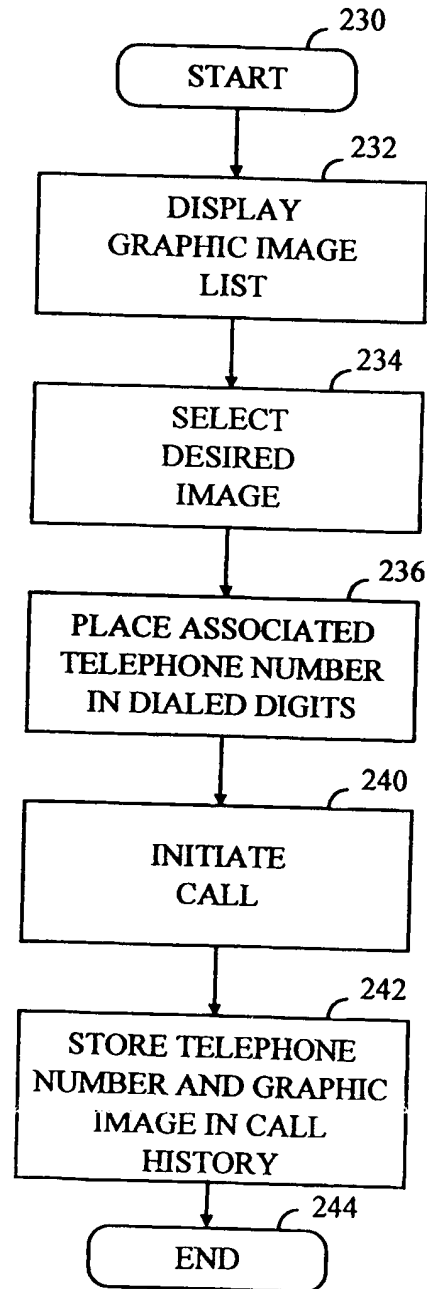 230
START
232
DISPLAY
GRAPHIC IMAGE
LIST
234
SELECT
DESIRED
IMAGE
236
PLACE ASSOCIATED
TELEPHONE NUMBER
IN DIALED DIGITS
240
INITIATE
CALL
242
STORE TELEPHONE
NUMBER AND GRAPHIC
IMAGE IN CALL
HISTORY
244
END